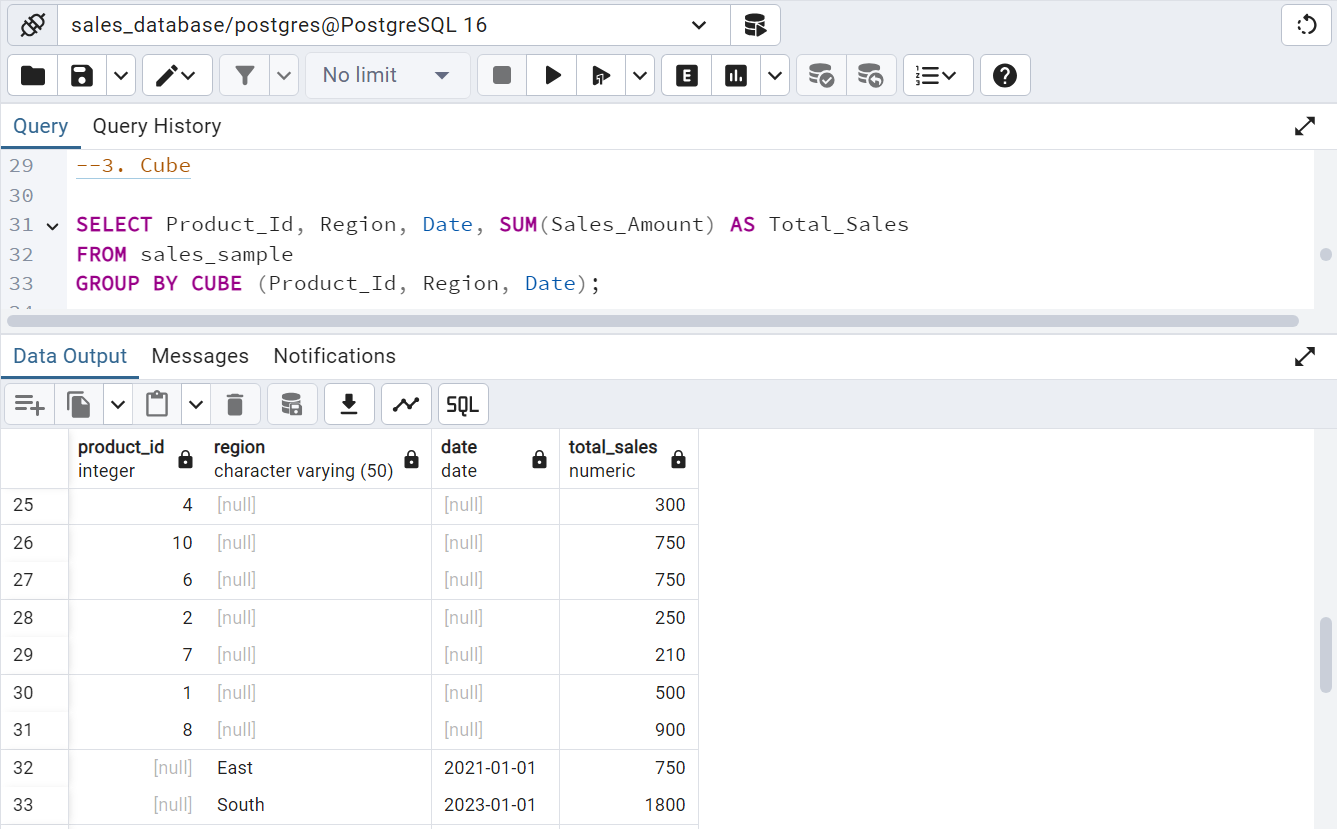 sales_database/postgres@PostgreSQL 16
No limit
E
Query Query History
29 --3. Cube
30
31 SELECT Product_Id, Region, Date, SUM(Sales_Amount) AS Total_Sales
32 FROM sales_sample
33 GROUP BY CUBE (Product_Id, Region, Date);
Data Output Messages Notifications
SQL
product_id region date total_sales
integer character varying (50) date numeric
25 4 [null] [null] 300
26 10 [null] [null] 750
27 6 [null] [null] 750
28 2 [null] [null] 250
29 7 [null] [null] 210
30 1 [null] [null] 500
31 8 [null] [null] 900
32 [null] East 2021-01-01 750
33 [null] South 2023-01-01 1800